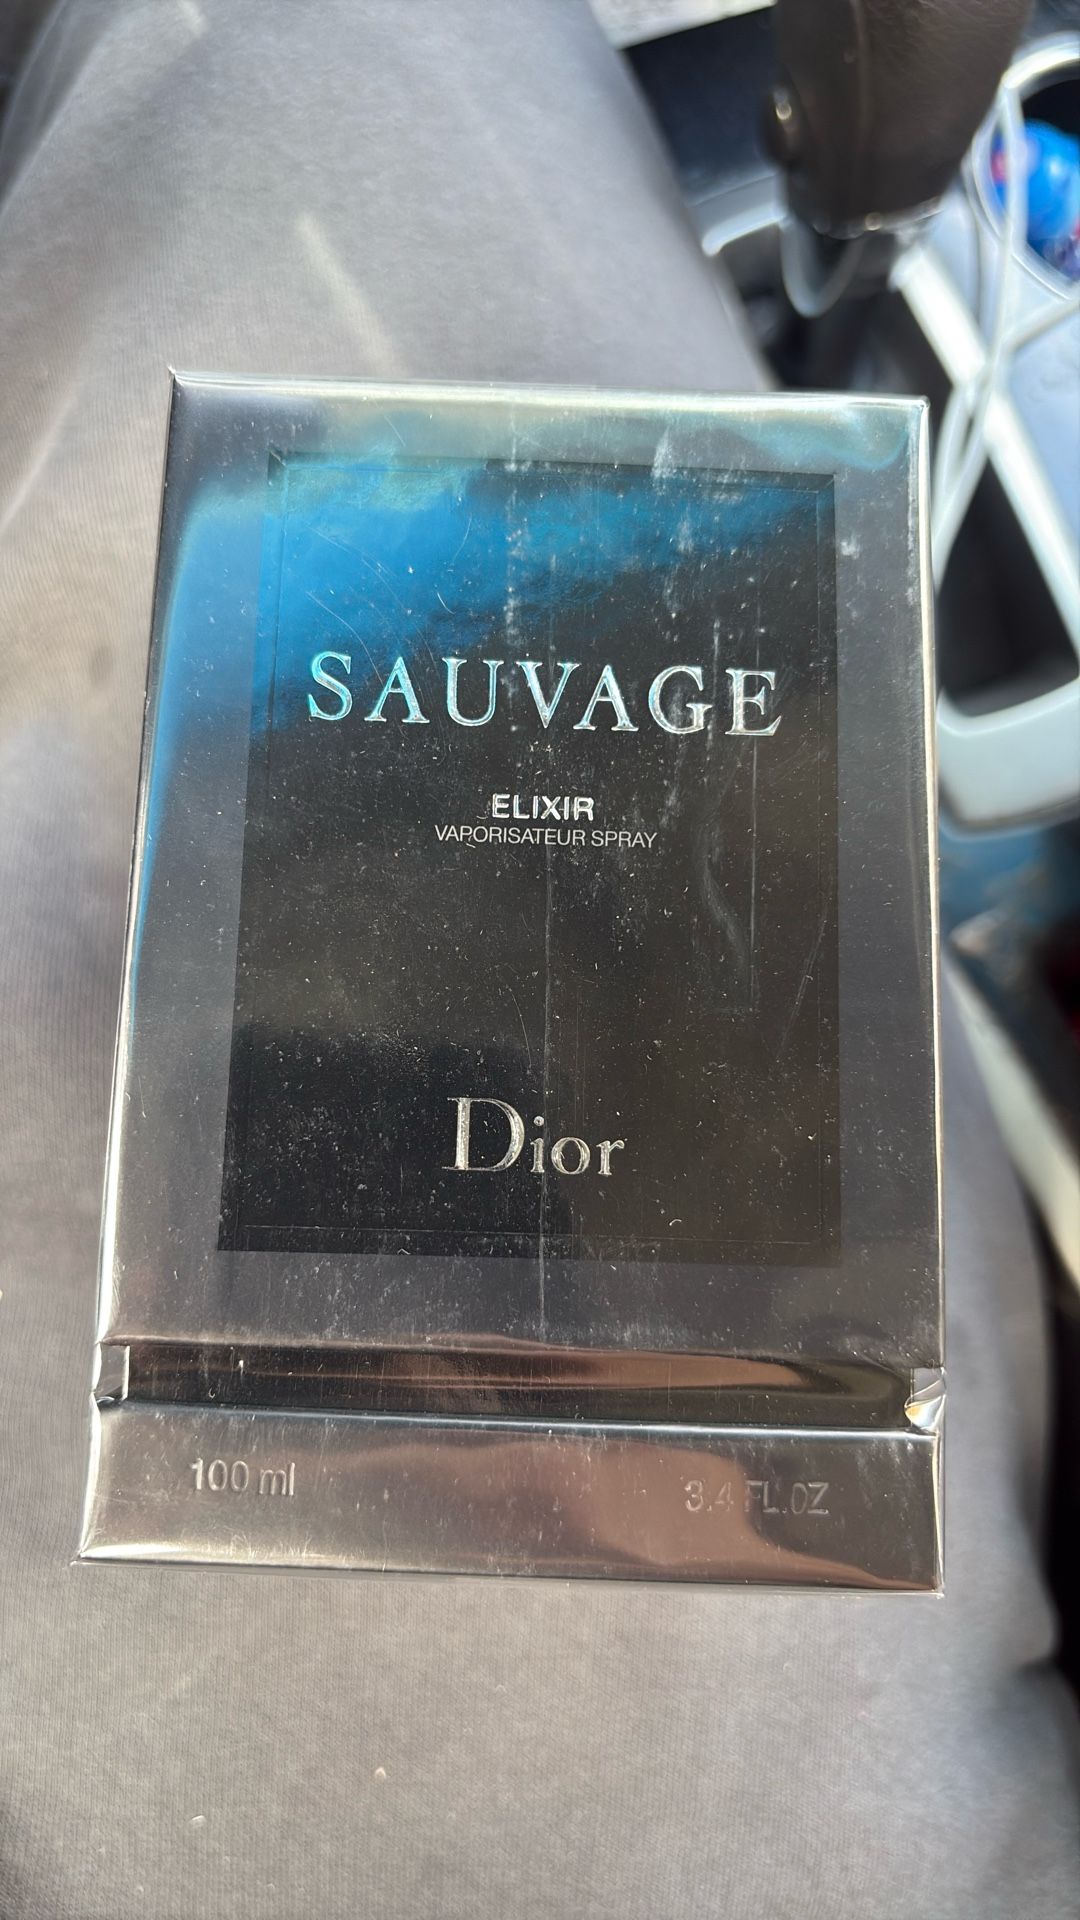 SAUVAGE
ELIXIR
VAPORISATEUR SPRAY
Dior
100 ml 3.4 FL.OZ